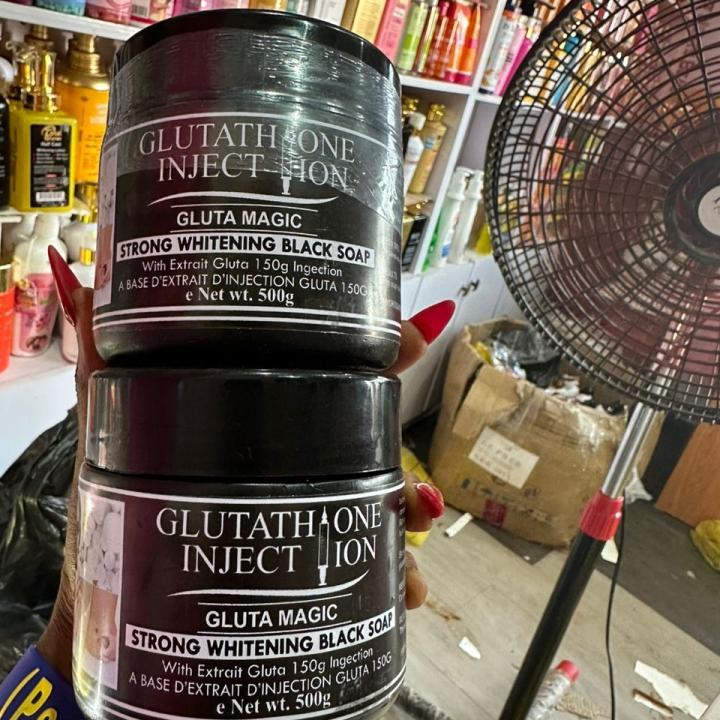 GLUTATHIONE
INJECTION
GLUTA MAGIC
STRONG WHITENING BLACK SOAP
With Extrait Gluta 150g Ingection
A BASE D'EXTRAIT D'INJECTION GLUTA 150G
e Net wt. 500g
GLUTATHIONE
INJECTION
GLUTA MAGIC
STRONG WHITENING BLACK SOAP
With Extrait Gluta 150g Ingection
A BASE D'EXTRAIT D'INJECTION GLUTA 150G
e Net wt. 500g